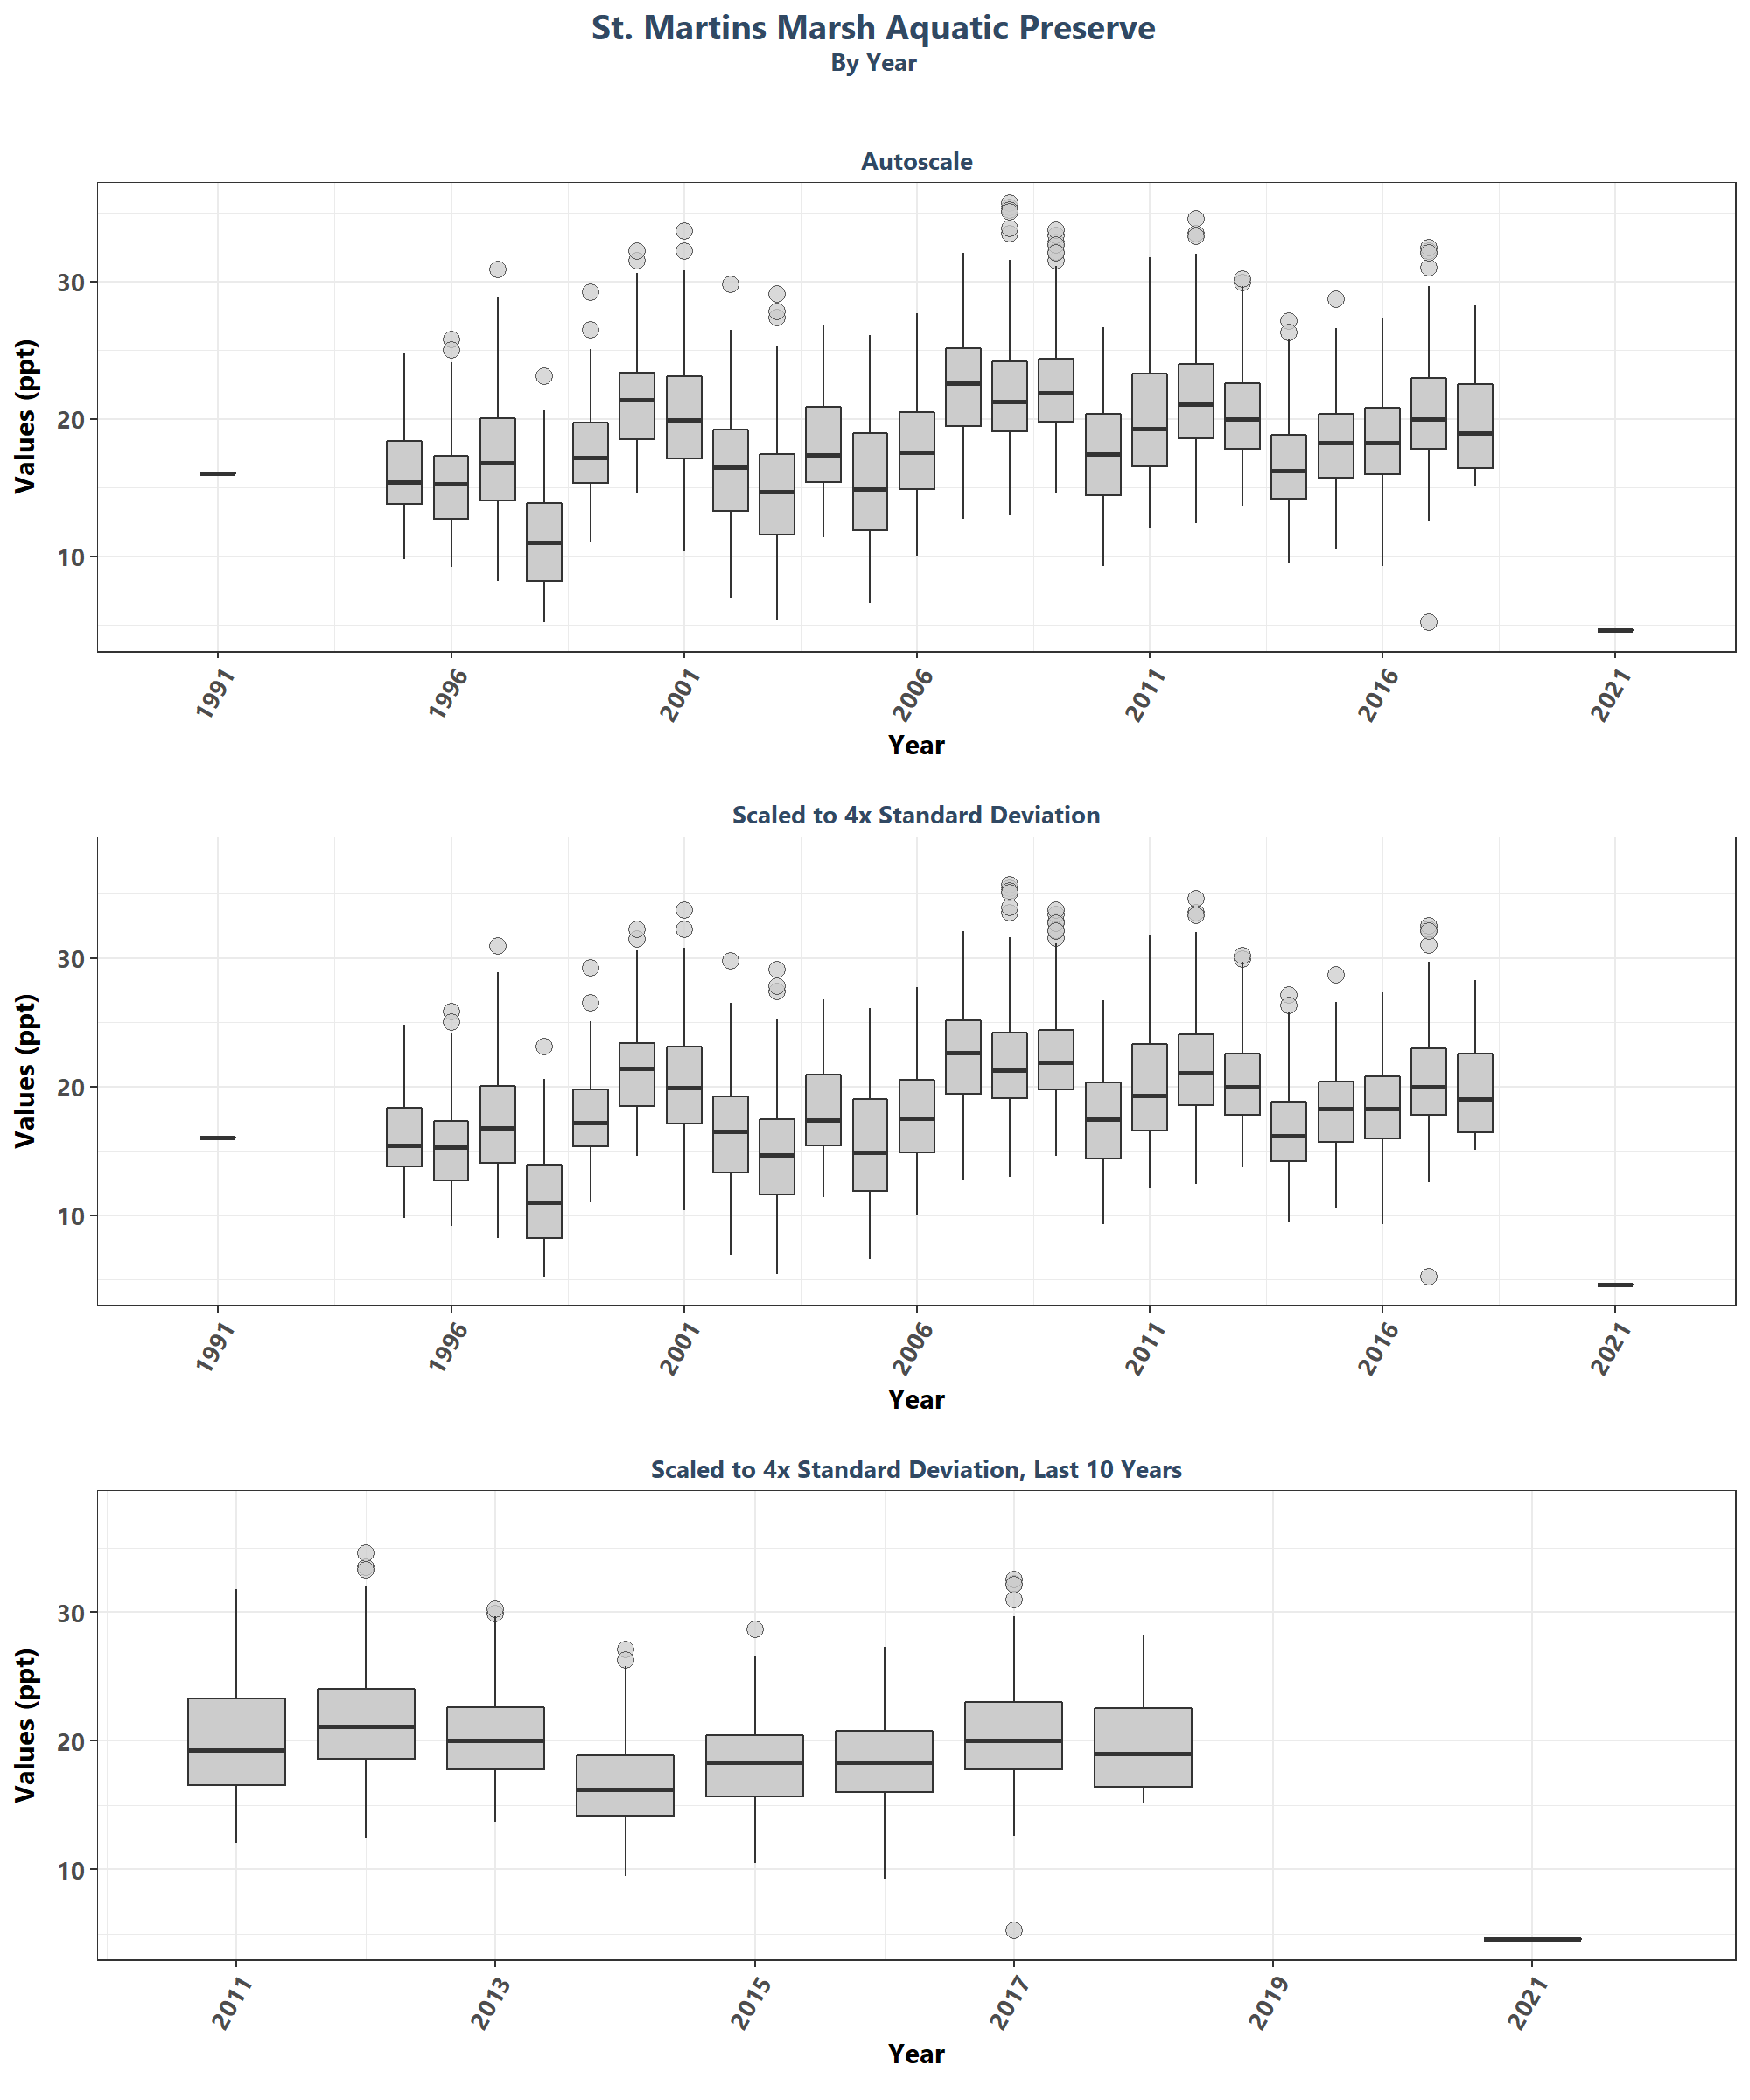 St. Martins Marsh Aquatic Preserve
By Year
Autoscale
Values (ppt)
30
20
10
1991 1996 2001 2006 2011 2016 2021
Year
Scaled to 4x Standard Deviation
Values (ppt)
30
20
10
1991 1996 2001 2006 2011 2016 2021
Year
Scaled to 4x Standard Deviation, Last 10 Years
Values (ppt)
30
20
10
2011 2013 2015 2017 2019 2021
Year